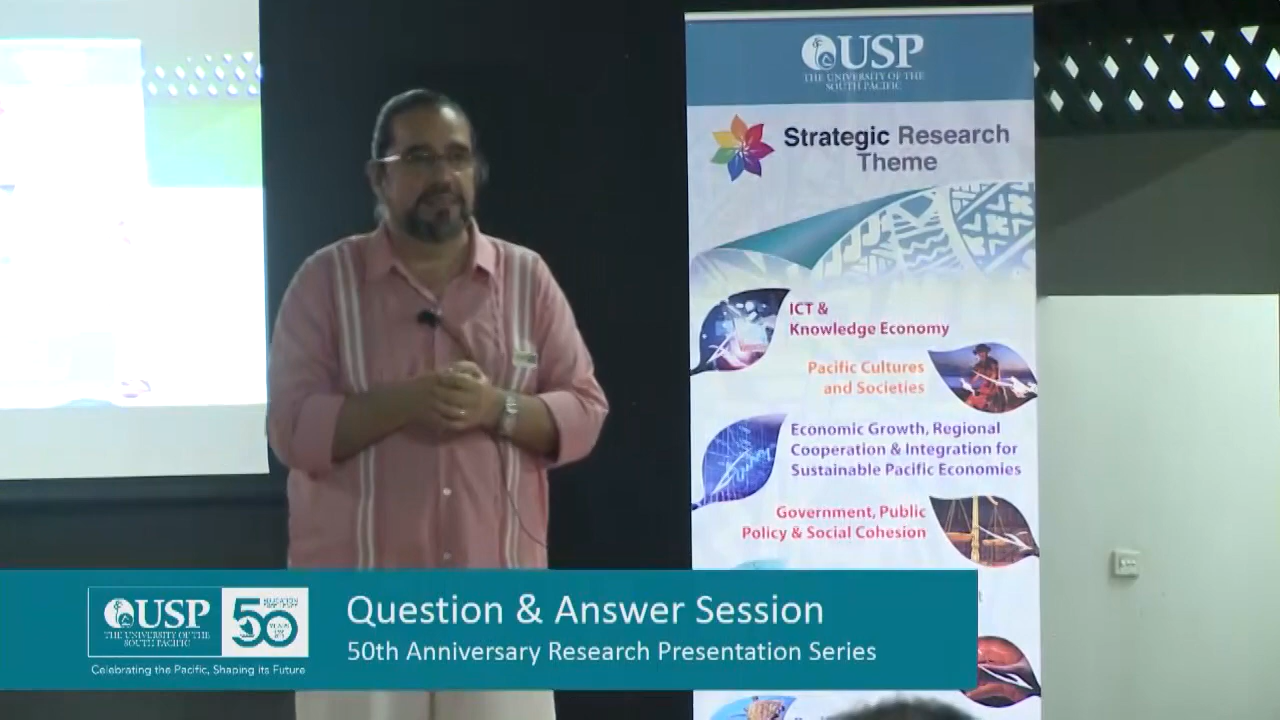 USP
THE UNIVERSITY OF THE
SOUTH PACIFIC
Strategic Research
Theme
ICT &
Knowledge Economy
Pacific Cultures
and Societies
Economic Growth, Regional
Cooperation & Integration for
Sustainable Pacific Economies
Government, Public
Policy & Social Cohesion
USP
THE UNIVERSITY OF THE
SOUTH PACIFIC
50
Celebrating the Pacific, Shaping its Future
Question & Answer Session
50th Anniversary Research Presentation Series